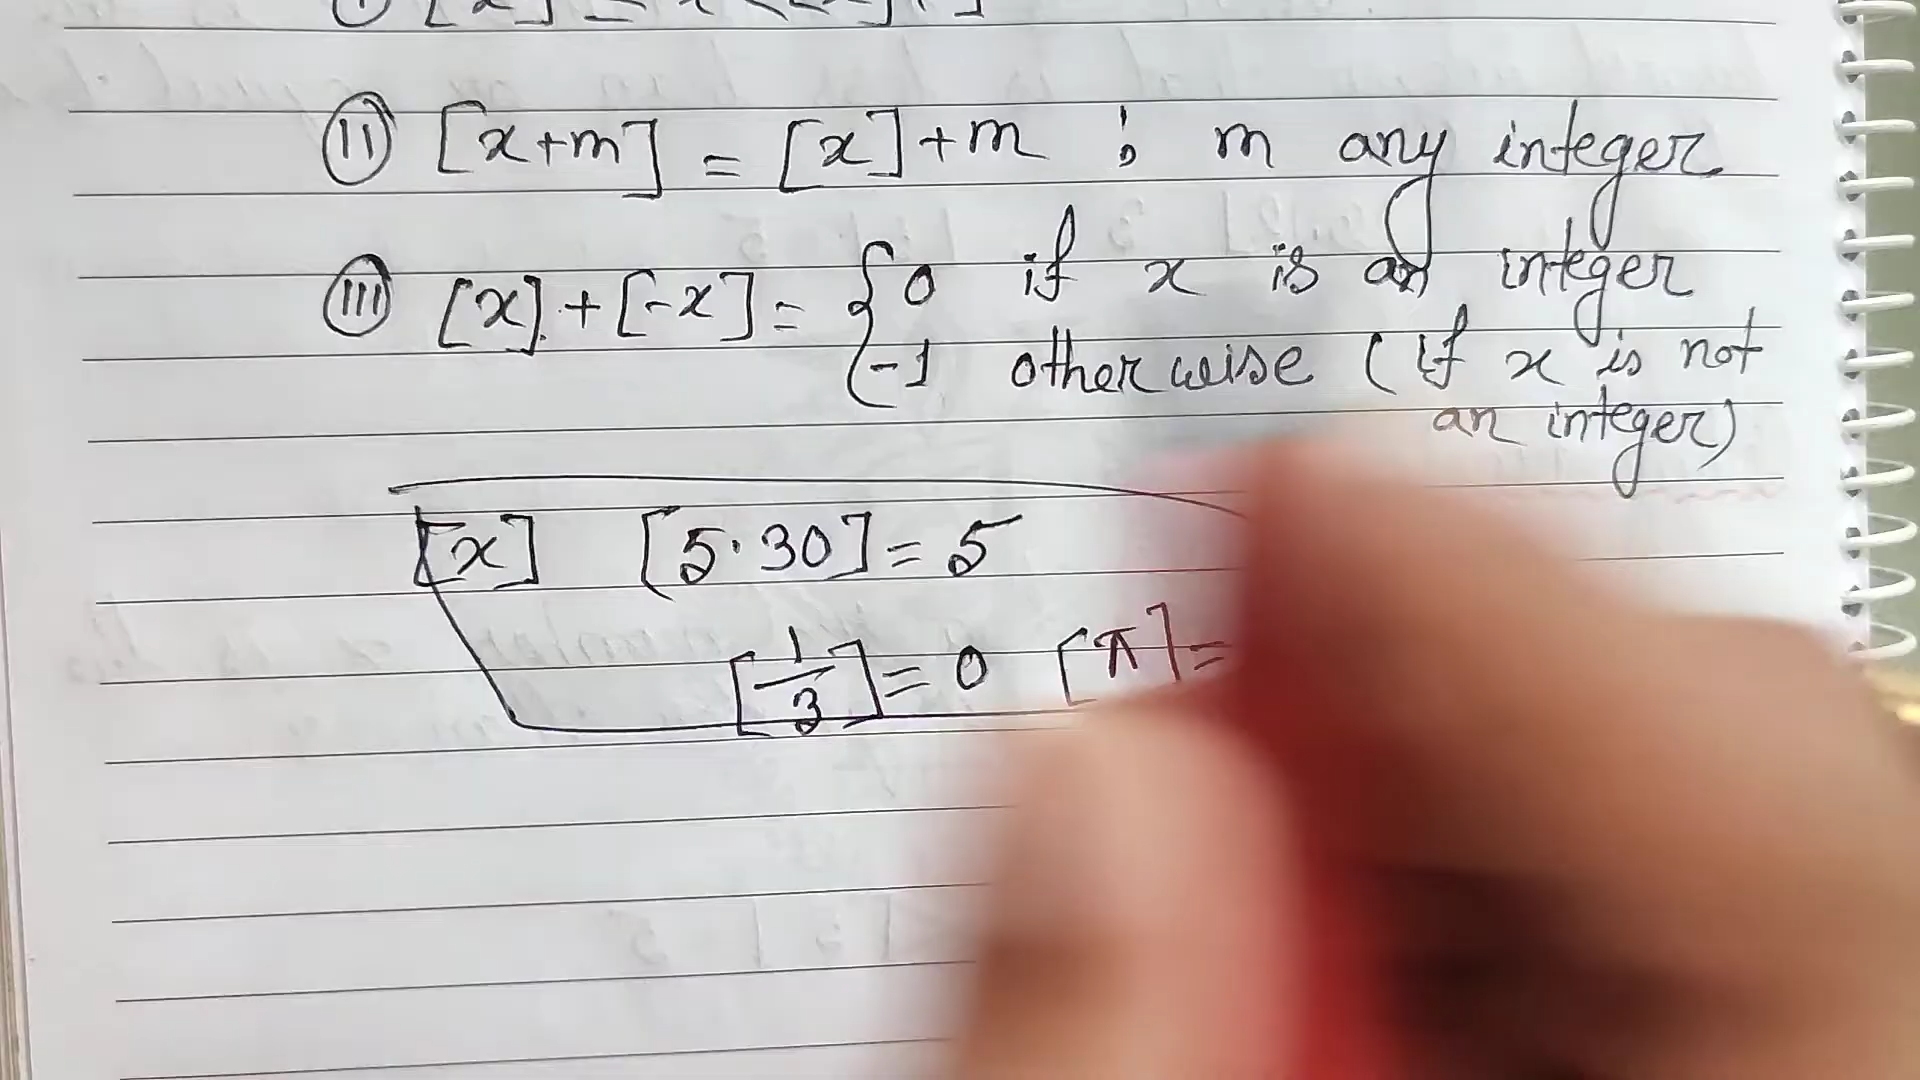 (ii) [x+m] = [x]+m ; m any integer
(iii) [x].+[-x] = {0 if x is an integer
-1 otherwise (if x is not
an integer)
[x] [5.30] = 5
[1/3] = 0 [π] =